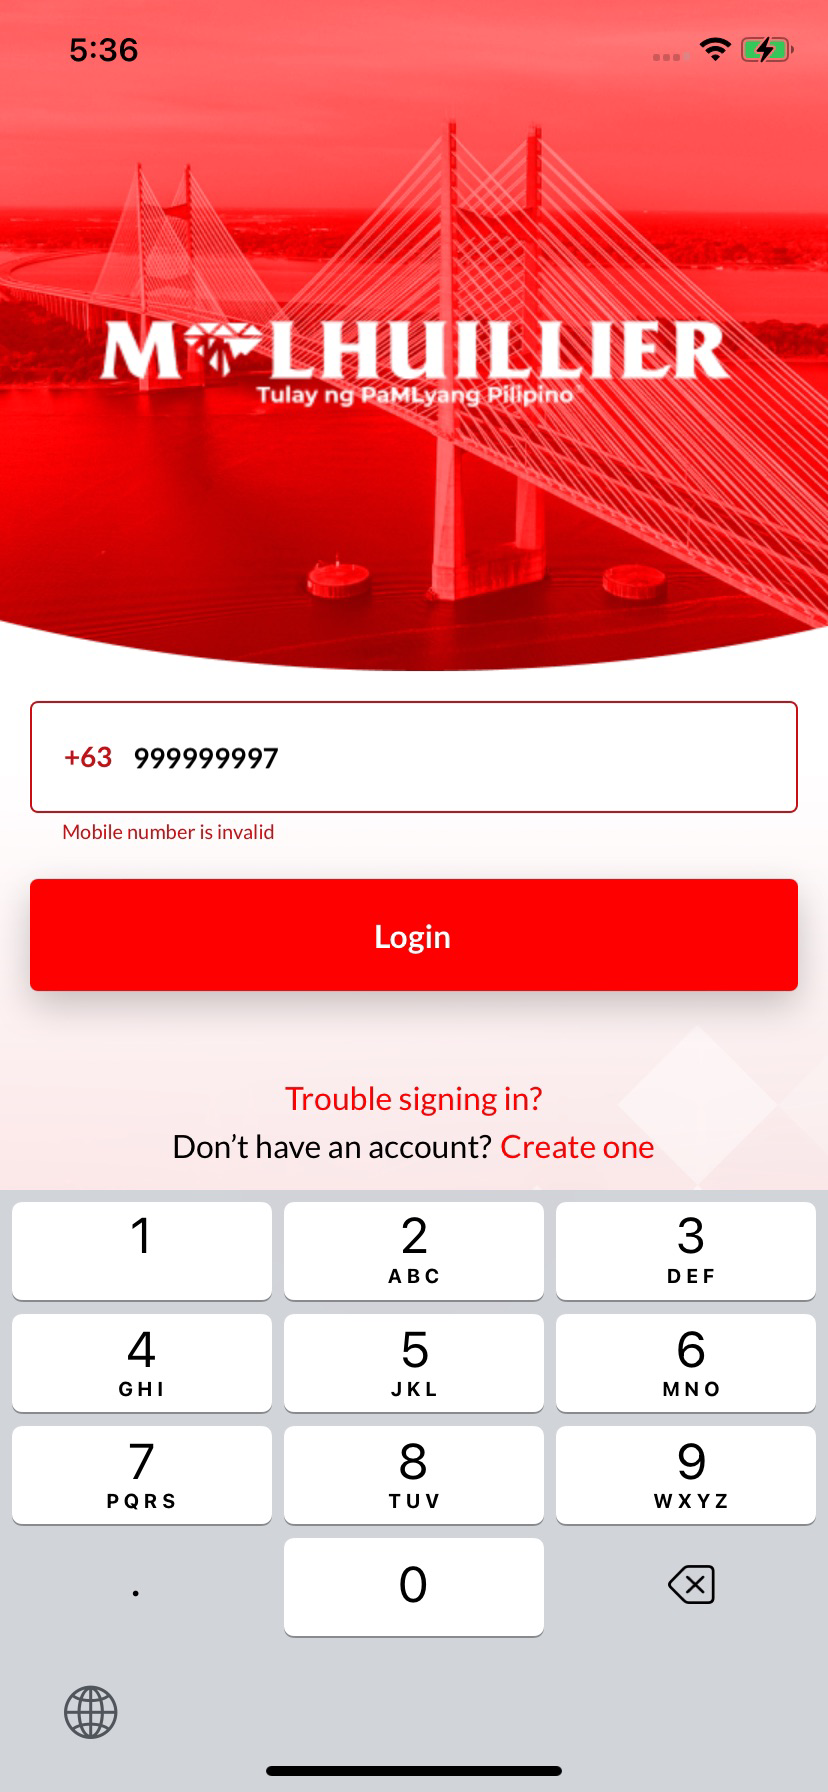 5:36
M LHUILLIER
Tulay ng PaMLyang Pilipino
+63 999999997
Mobile number is invalid
Login
Trouble signing in?
Don't have an account? Create one
1
2
ABC
3
DEF
4
GHI
5
JKL
6
MNO
7
PQRS
8
TUV
9
WXYZ
.
0